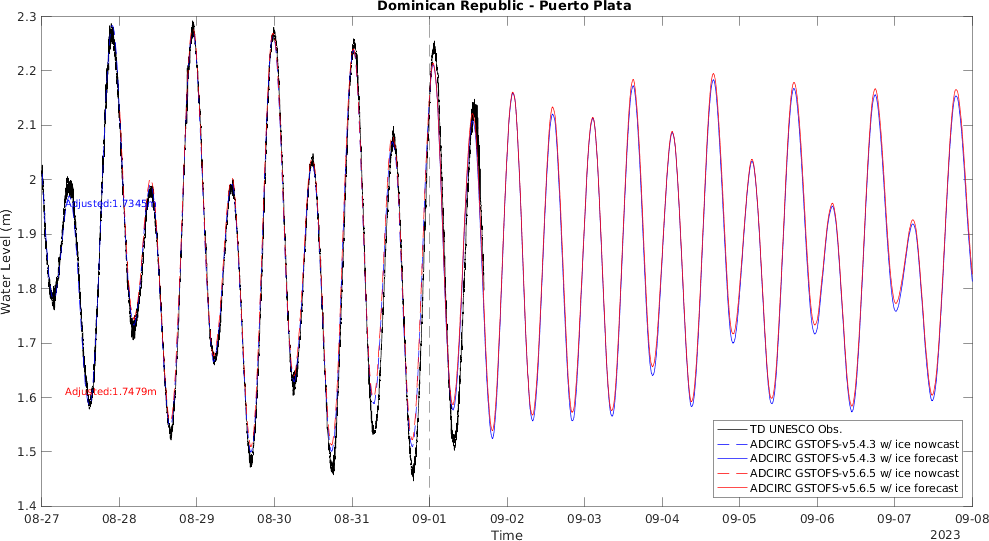 Dominican Republic - Puerto Plata
2.3
2.2
2.1
2
1.9
1.8
1.7
1.6
1.5
1.4
Water Level (m)
Adjusted:1.7345m
Adjusted:1.7479m
TD UNESCO Obs.
ADCIRC GSTOFS-v5.4.3 w/ ice nowcast
ADCIRC GSTOFS-v5.4.3 w/ ice forecast
ADCIRC GSTOFS-v5.6.5 w/ ice nowcast
ADCIRC GSTOFS-v5.6.5 w/ ice forecast
08-27 08-28 08-29 08-30 08-31 09-01 09-02 09-03 09-04 09-05 09-06 09-07 09-08
Time
2023